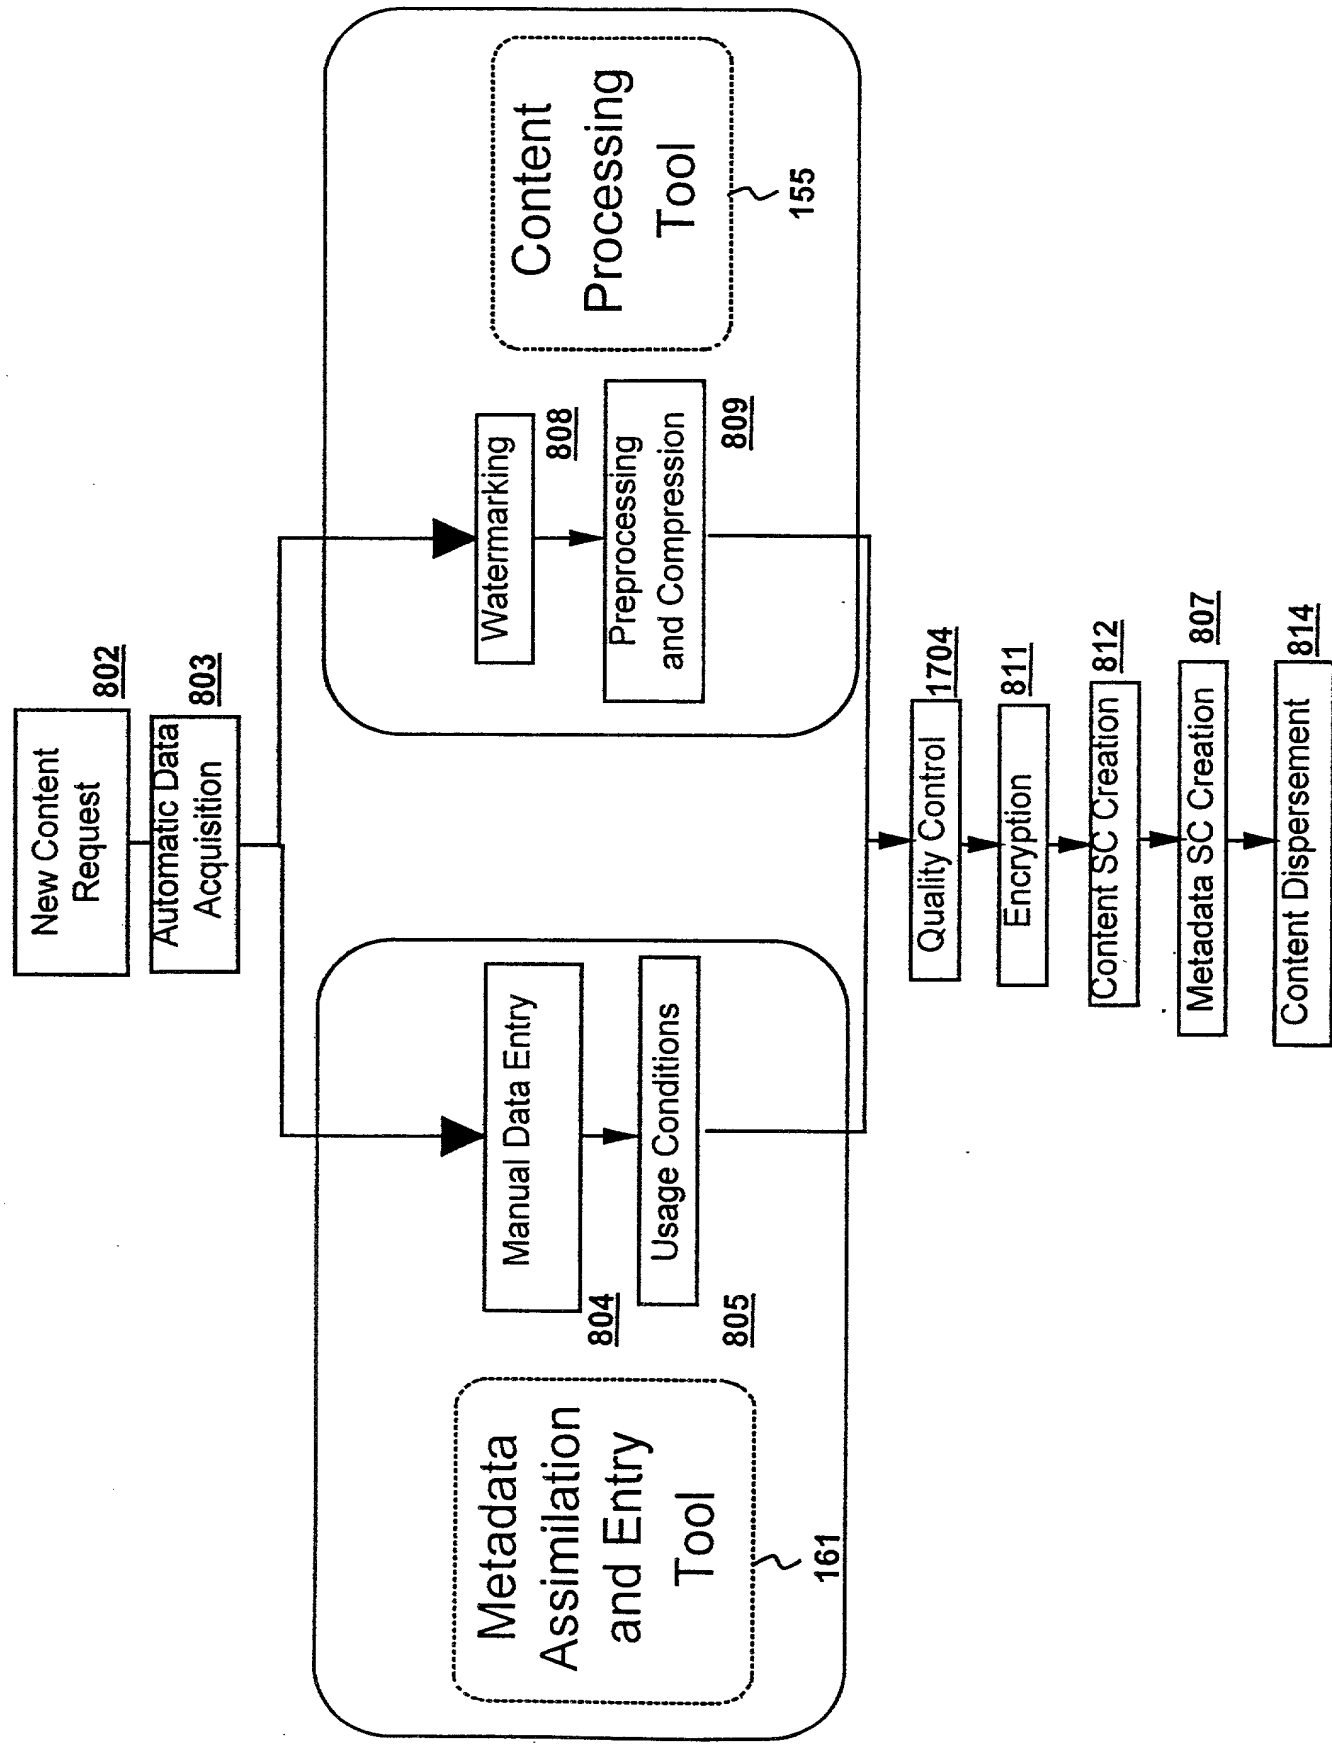 New Content
Request
802
Automatic Data
Acquisition
803
Metadata
Assimilation
and Entry
Tool
161
Manual Data Entry
804
Usage Conditions
805
Watermarking
808
Preprocessing
and Compression
809
Content
Processing
Tool
155
Quality Control
1704
Encryption
811
Content SC Creation
812
Metadata SC Creation
807
Content Dispersement
814